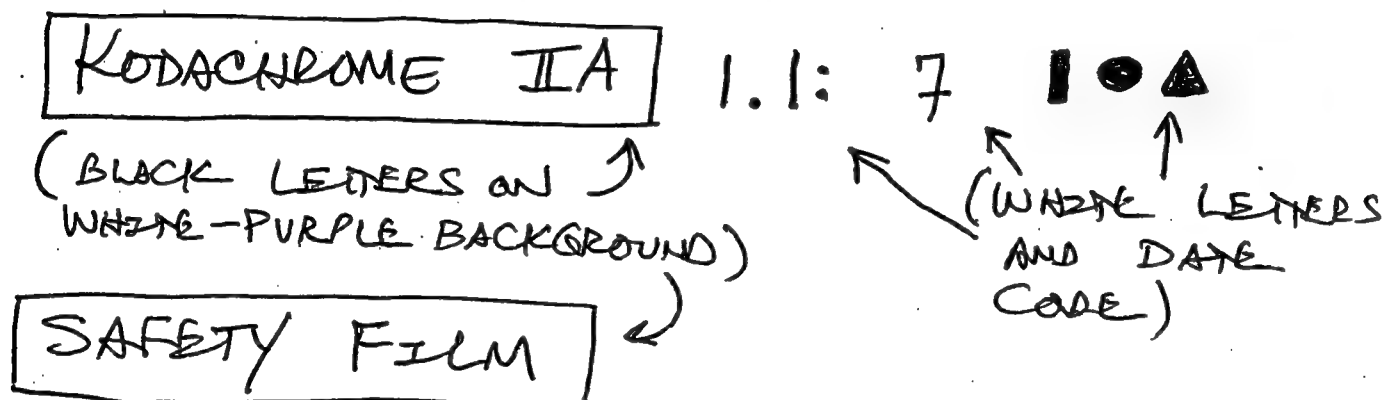 KODACHROME IIA 1.1: 7 ▮●▲
(BLACK LETTERS ON
WHITE-PURPLE BACKGROUND)
(WHITE LETTERS
AND DATE
CODE)
SAFETY FILM